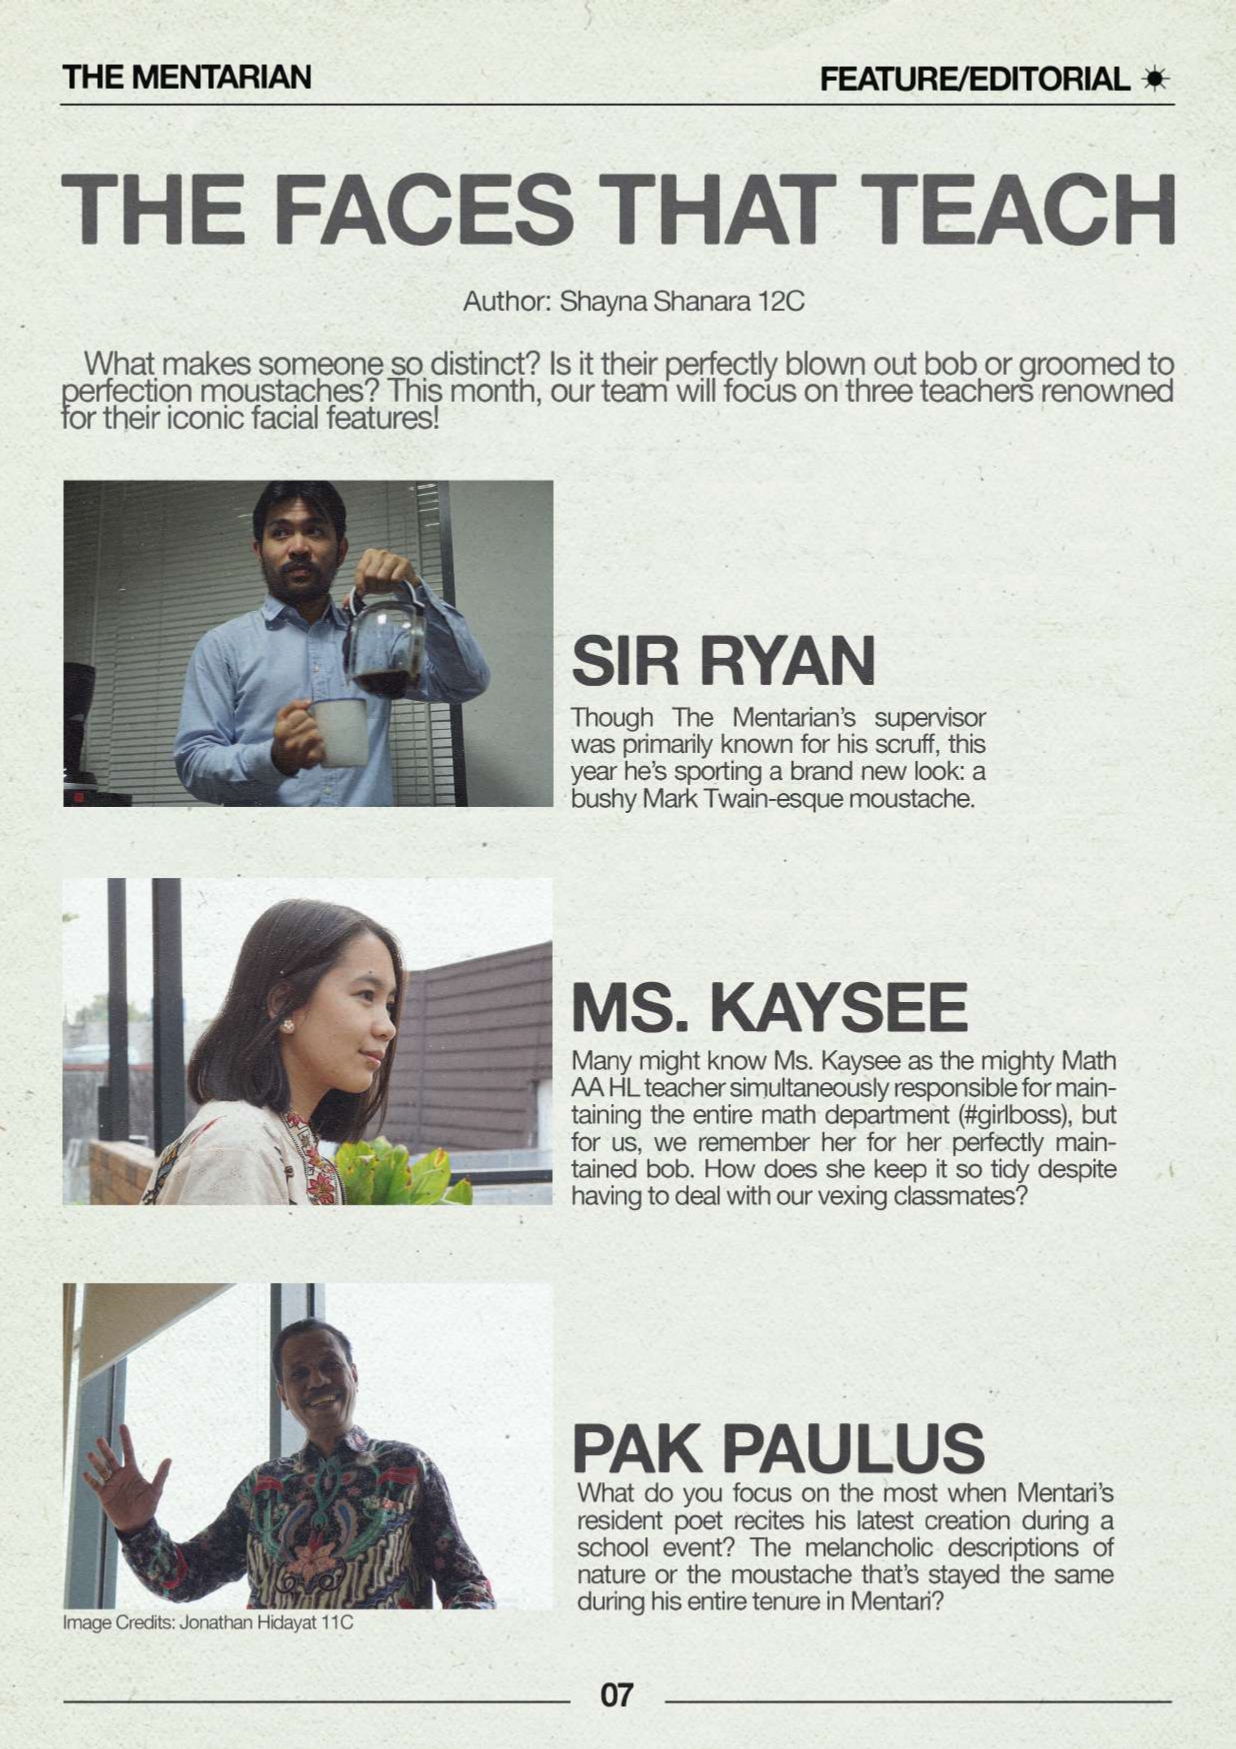 THE MENTARIAN
FEATURE/EDITORIAL
THE FACES THAT TEACH
Author: Shayna Shanara 12C
What makes someone so distinct? Is it their perfectly blown out bob or groomed to
perfection moustaches? This month, our team will focus on three teachers renowned
for their iconic facial features!
SIR RYAN
Though The Mentarian's supervisor
was primarily known for his scruff, this
year he's sporting a brand new look: a
bushy Mark Twain-esque moustache.
MS. KAYSEE
Many might know Ms. Kaysee as the mighty Math
AA HL teacher simultaneously responsible for main-
taining the entire math department (#girlboss), but
for us, we remember her for her perfectly main-
tained bob. How does she keep it so tidy despite
having to deal with our vexing classmates?
PAK PAULUS
What do you focus on the most when Mentari's
resident poet recites his latest creation during a
school event? The melancholic descriptions of
nature or the moustache that's stayed the same
during his entire tenure in Mentari?
Image Credits: Jonathan Hidayat 11C
07